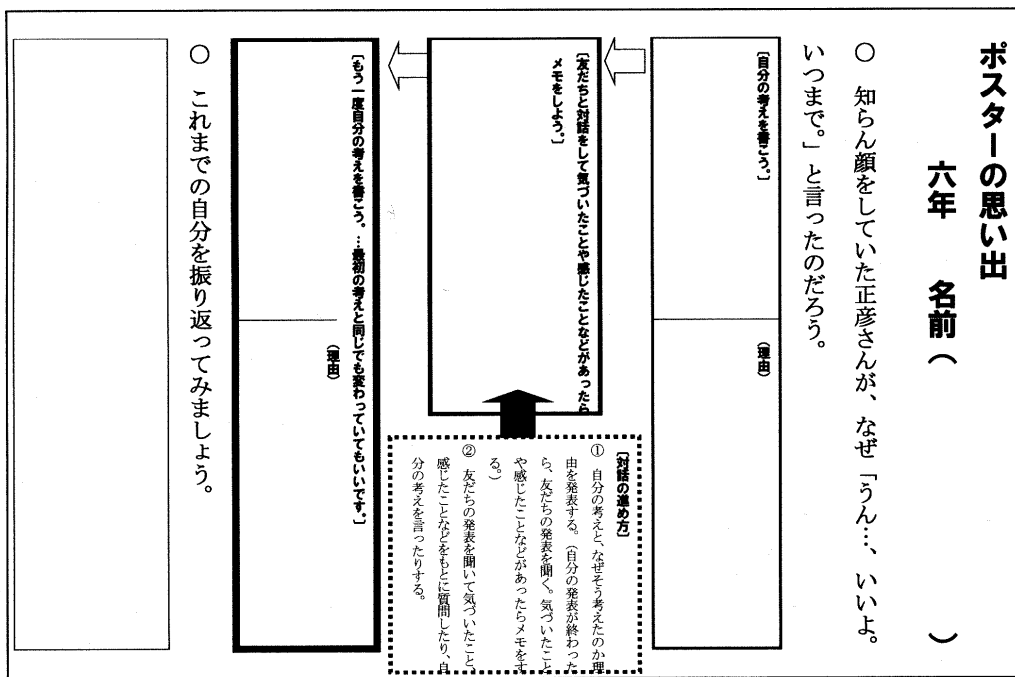 ポスターの思い出
六年　名前（　　　）
○　知らん顔をしていた正彦さんが、なぜ「うん…、いいよ。
いつまで。」と言ったのだろう。
〔自分の考えを書こう。〕
（理由）
〔友だちと対話をして気づいたことや感じたことなどがあったら
メモをしよう。〕
〔対話の進め方〕
①　自分の考えと、なぜそう考えたのか理
由を発表する。（自分の発表が終わった
ら、友だちの発表を聞く。気づいたこと
や感じたことなどがあったらメモをす
る。）
②　友だちの発表を聞いて気づいたこと、
感じたことなどをもとに質問したり、自
分の考えを言ったりする。
〔もう一度自分の考えを書こう。…最初の考えと同じでも変わっていてもいいです。〕
（理由）
○　これまでの自分を振り返ってみましょう。